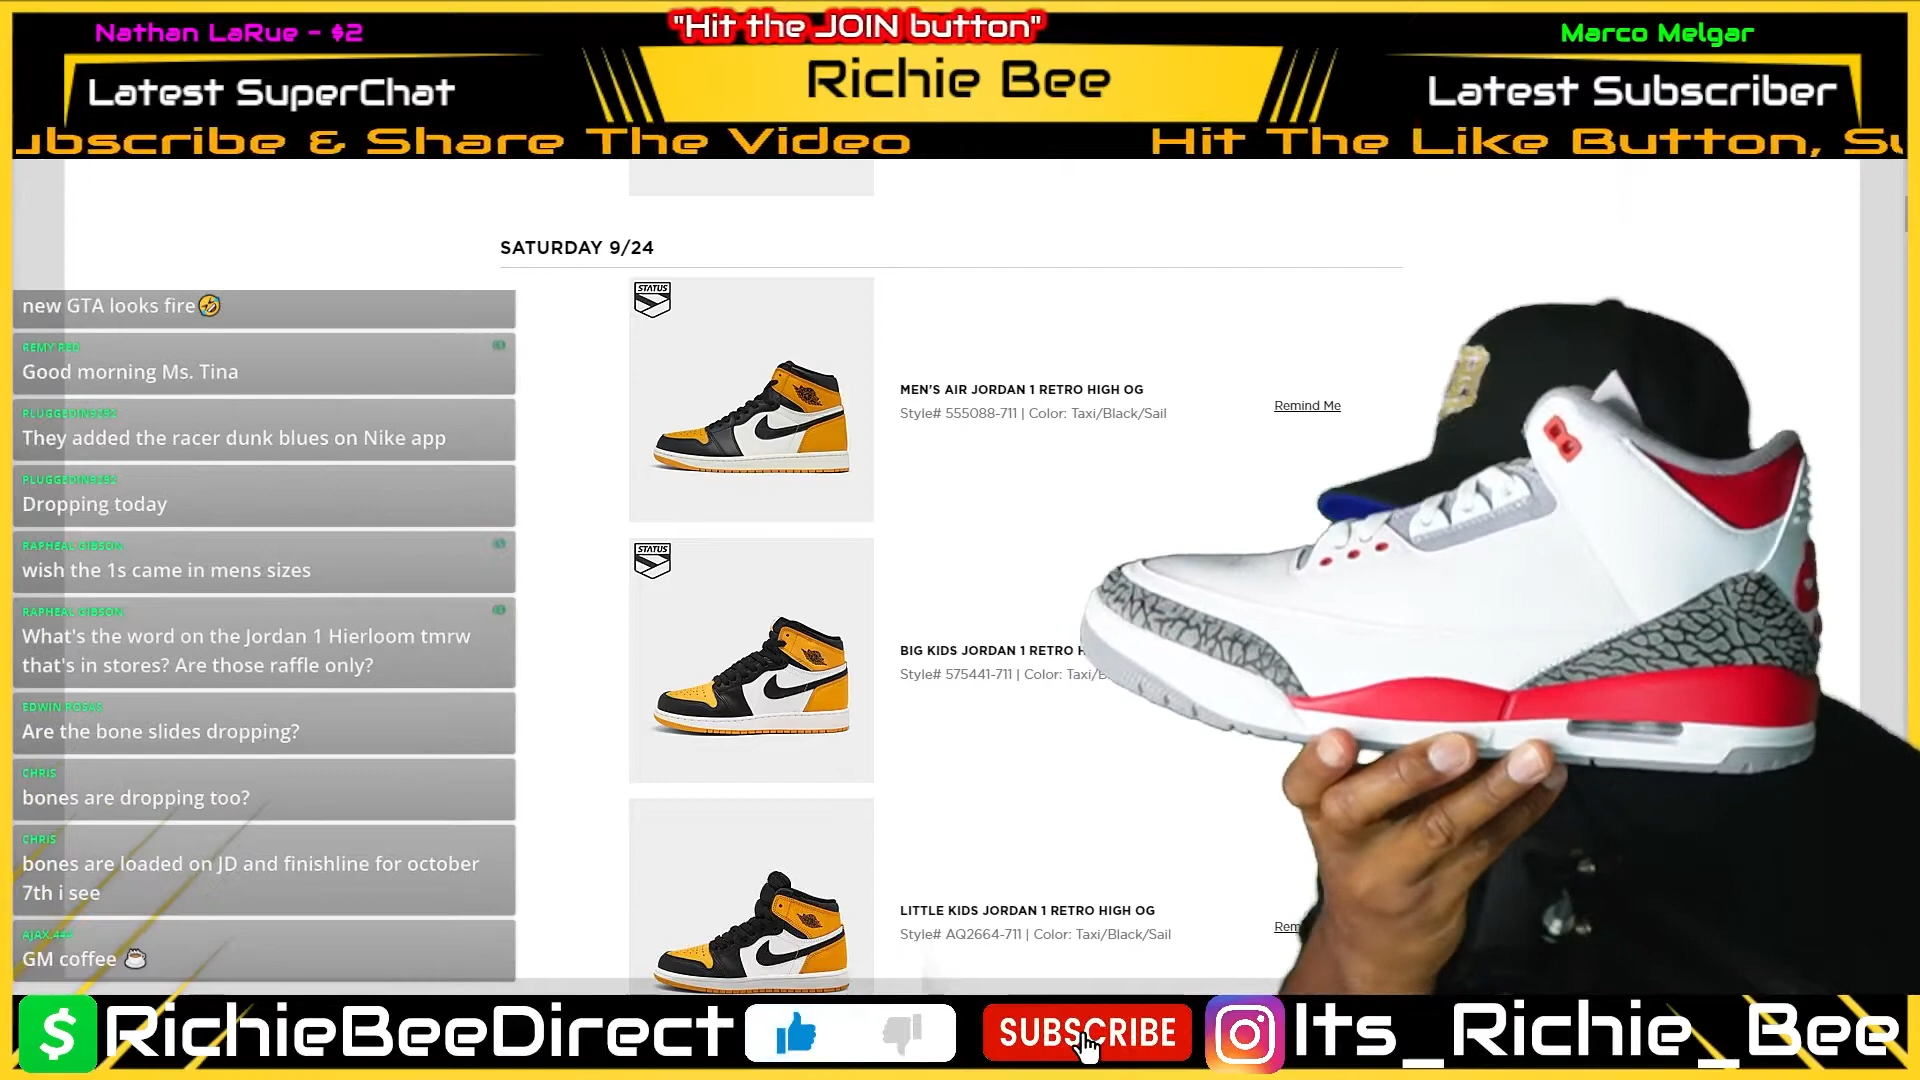 Nathan LaRue - $2
"Hit the JOIN button"
Marco Melgar
Latest SuperChat
Richie Bee
Latest Subscriber
ubscribe & Share The Video
Hit The Like Button, Su
SATURDAY 9/24
STATUS
MEN'S AIR JORDAN 1 RETRO HIGH OG
Style# 555088-711 | Color: Taxi/Black/Sail
Remind Me
STATUS
BIG KIDS JORDAN 1 RETRO H
Style# 575441-711 | Color: Taxi/B
LITTLE KIDS JORDAN 1 RETRO HIGH OG
Style# AQ2664-711 | Color: Taxi/Black/Sail
Rem
new GTA looks fire🤣
REMY RED
Good morning Ms. Tina
PLUGGEDIN9292
They added the racer dunk blues on Nike app
PLUGGEDIN9292
Dropping today
RAPHEAL GIBSON
wish the 1s came in mens sizes
RAPHEAL GIBSON
What's the word on the Jordan 1 Hierloom tmrw
that's in stores? Are those raffle only?
EDWIN ROSAS
Are the bone slides dropping?
CHRIS
bones are dropping too?
CHRIS
bones are loaded on JD and finishline for october
7th i see
GM coffee ☕
$ RichieBeeDirect
SUBSCRIBE
Its_Richie_Bee